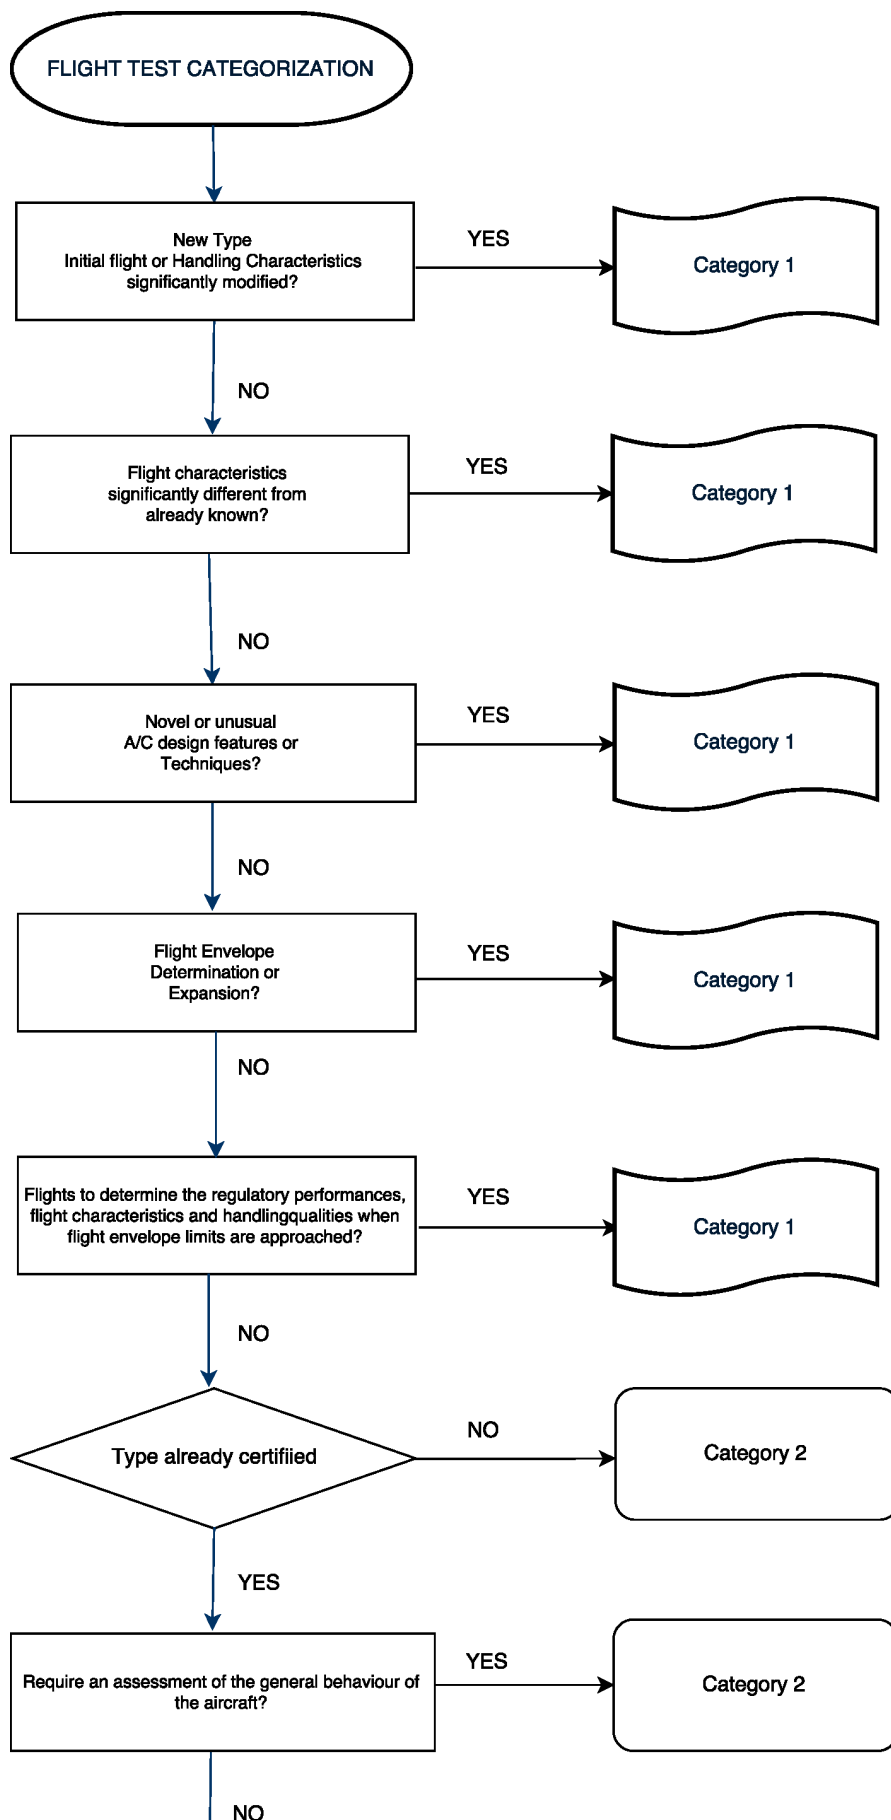 FLIGHT TEST CATEGORIZATION
New Type
Initial flight or Handling Characteristics
significantly modified?
YES
Category 1
NO
Flight characteristics
significantly different from
already known?
YES
Category 1
NO
Novel or unusual
A/C design features or
Techniques?
YES
Category 1
NO
Flight Envelope
Determination or
Expansion?
YES
Category 1
NO
Flights to determine the regulatory performances,
flight characteristics and handlingqualities when
flight envelope limits are approached?
YES
Category 1
NO
Type already certifiied
NO
Category 2
YES
Require an assessment of the general behaviour of
the aircraft?
YES
Category 2
NO